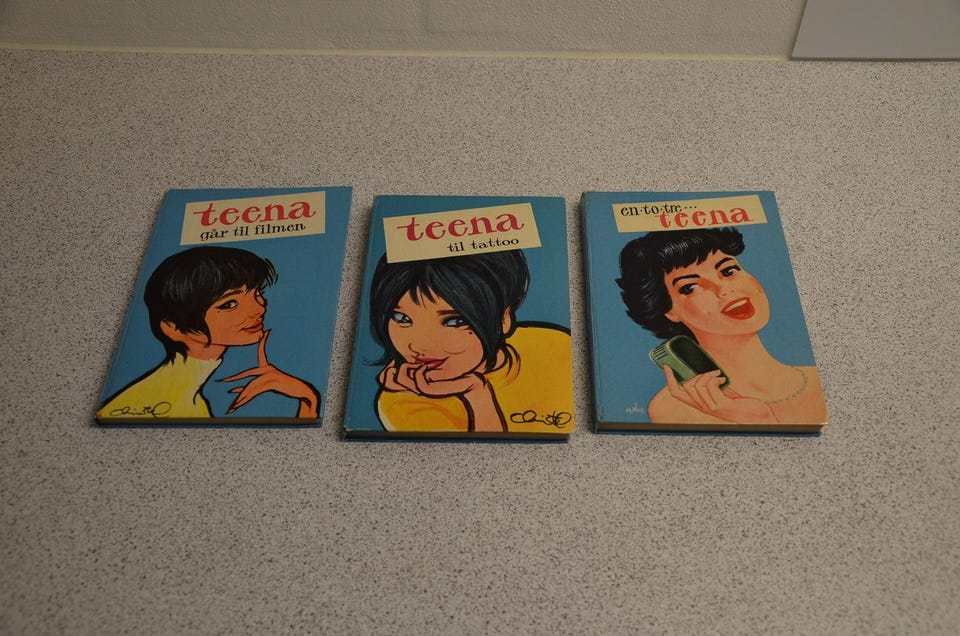 teena
går til filmen
teena
til tattoo
en-to-tre...
teena